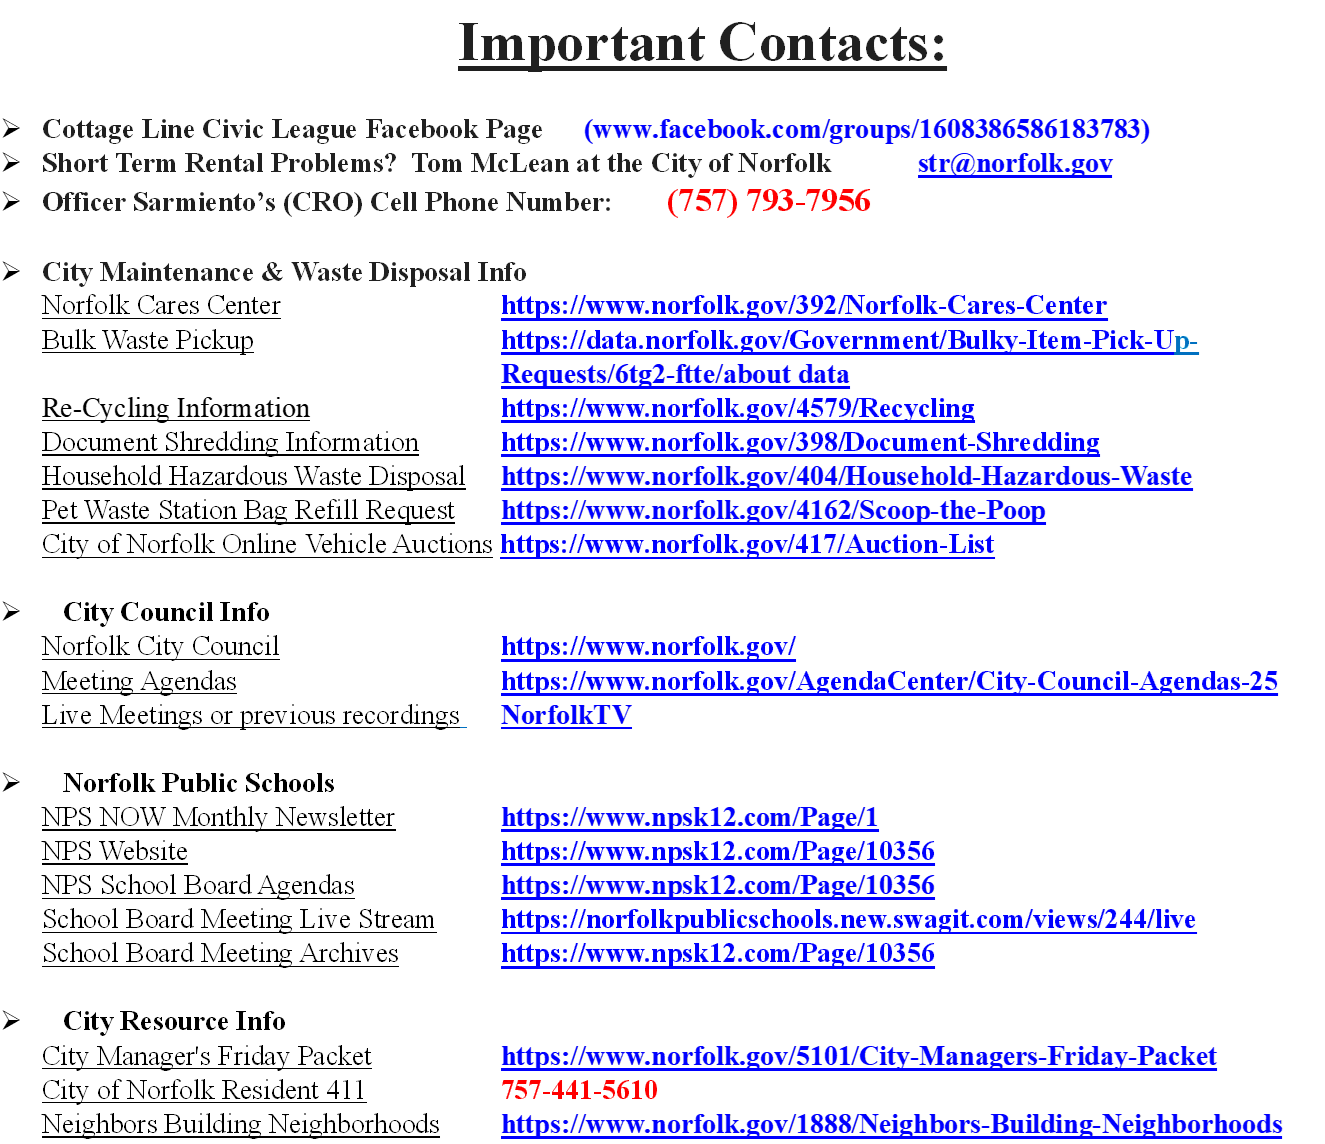 Important Contacts:
➢ Cottage Line Civic League Facebook Page (www.facebook.com/groups/1608386586183783)
➢ Short Term Rental Problems? Tom McLean at the City of Norfolk str@norfolk.gov
➢ Officer Sarmiento’s (CRO) Cell Phone Number: (757) 793-7956
➢ City Maintenance & Waste Disposal Info
Norfolk Cares Center https://www.norfolk.gov/392/Norfolk-Cares-Center
Bulk Waste Pickup https://data.norfolk.gov/Government/Bulky-Item-Pick-Up-
Requests/6tg2-ftte/about data
Re-Cycling Information https://www.norfolk.gov/4579/Recycling
Document Shredding Information https://www.norfolk.gov/398/Document-Shredding
Household Hazardous Waste Disposal https://www.norfolk.gov/404/Household-Hazardous-Waste
Pet Waste Station Bag Refill Request https://www.norfolk.gov/4162/Scoop-the-Poop
City of Norfolk Online Vehicle Auctions https://www.norfolk.gov/417/Auction-List
➢ City Council Info
Norfolk City Council https://www.norfolk.gov/
Meeting Agendas https://www.norfolk.gov/AgendaCenter/City-Council-Agendas-25
Live Meetings or previous recordings NorfolkTV
➢ Norfolk Public Schools
NPS NOW Monthly Newsletter https://www.npsk12.com/Page/1
NPS Website https://www.npsk12.com/Page/10356
NPS School Board Agendas https://www.npsk12.com/Page/10356
School Board Meeting Live Stream https://norfolkpublicschools.new.swagit.com/views/244/live
School Board Meeting Archives https://www.npsk12.com/Page/10356
➢ City Resource Info
City Manager's Friday Packet https://www.norfolk.gov/5101/City-Managers-Friday-Packet
City of Norfolk Resident 411 757-441-5610
Neighbors Building Neighborhoods https://www.norfolk.gov/1888/Neighbors-Building-Neighborhoods